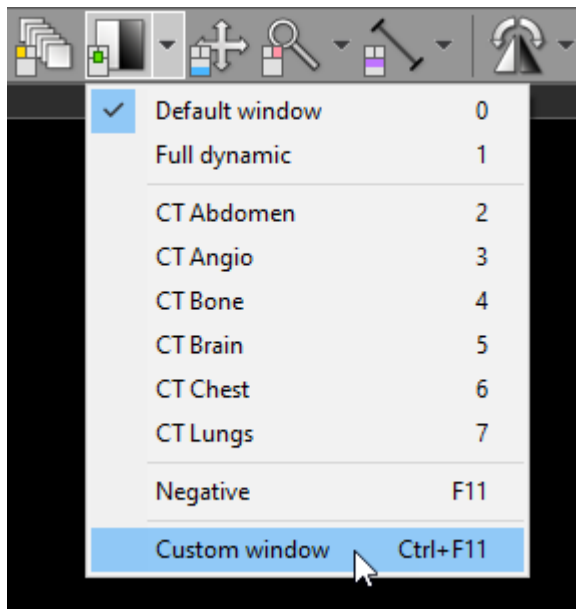 Default window 0
Full dynamic 1
CT Abdomen 2
CT Angio 3
CT Bone 4
CT Brain 5
CT Chest 6
CT Lungs 7
Negative F11
Custom window Ctrl+F11